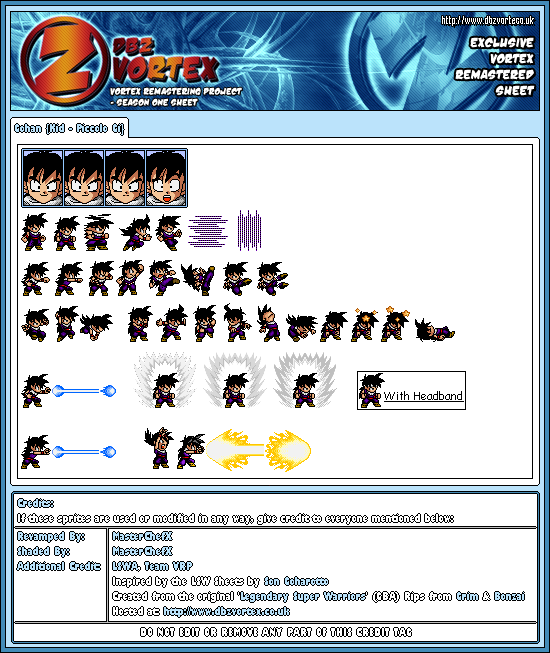 http://www.dbzvortex.co.uk
DBZ
VORTEX
VORTEX REMASTERING PROJECT
- SEASON ONE SHEET
EXCLUSIVE
VORTEX
REMASTERED
SHEET
Gohan {Kid - Piccolo Gi}
With Headband
Credits:
If these sprites are used or modified in any way, give credit to everyone mentioned below:
Revamped By: MasterChefX
Shaded By: MasterChefX
Additional Credit: LSWA, Team VRP
Inspired by the LSW Sheets by Son Goharotto
Created from the original 'Legendary Super Warriors' (GBA) Rips from Grim & Bonzai
Hosted at: http://www.dbzvortex.co.uk
DO NOT EDIT OR REMOVE ANY PART OF THIS CREDIT TAG